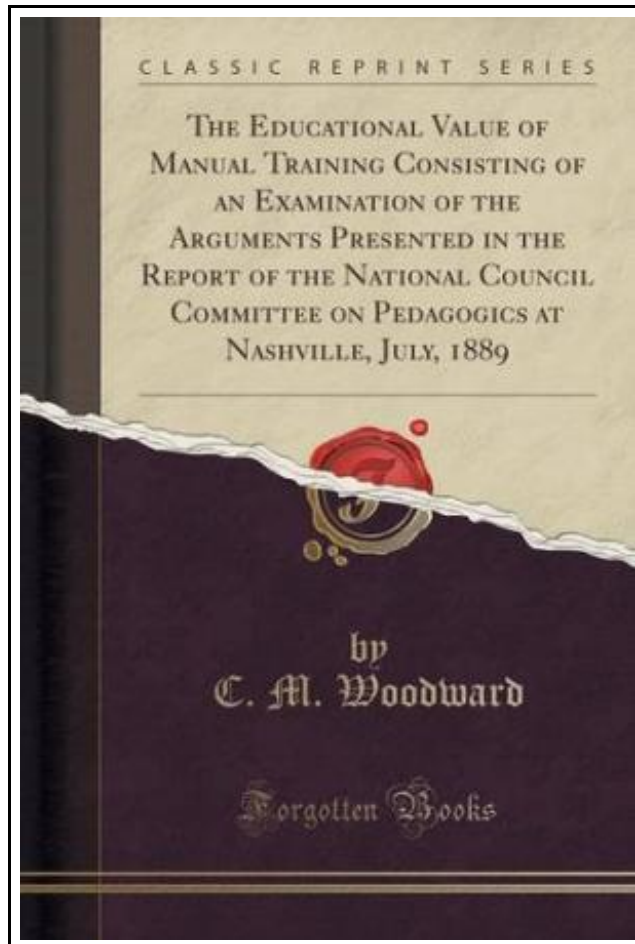 CLASSIC REPRINT SERIES
The Educational Value of
Manual Training Consisting of
an Examination of the
Arguments Presented in the
Report of the National Council
Committee on Pedagogics at
Nashville, July, 1889
by
C. M. Woodward
Forgotten Books